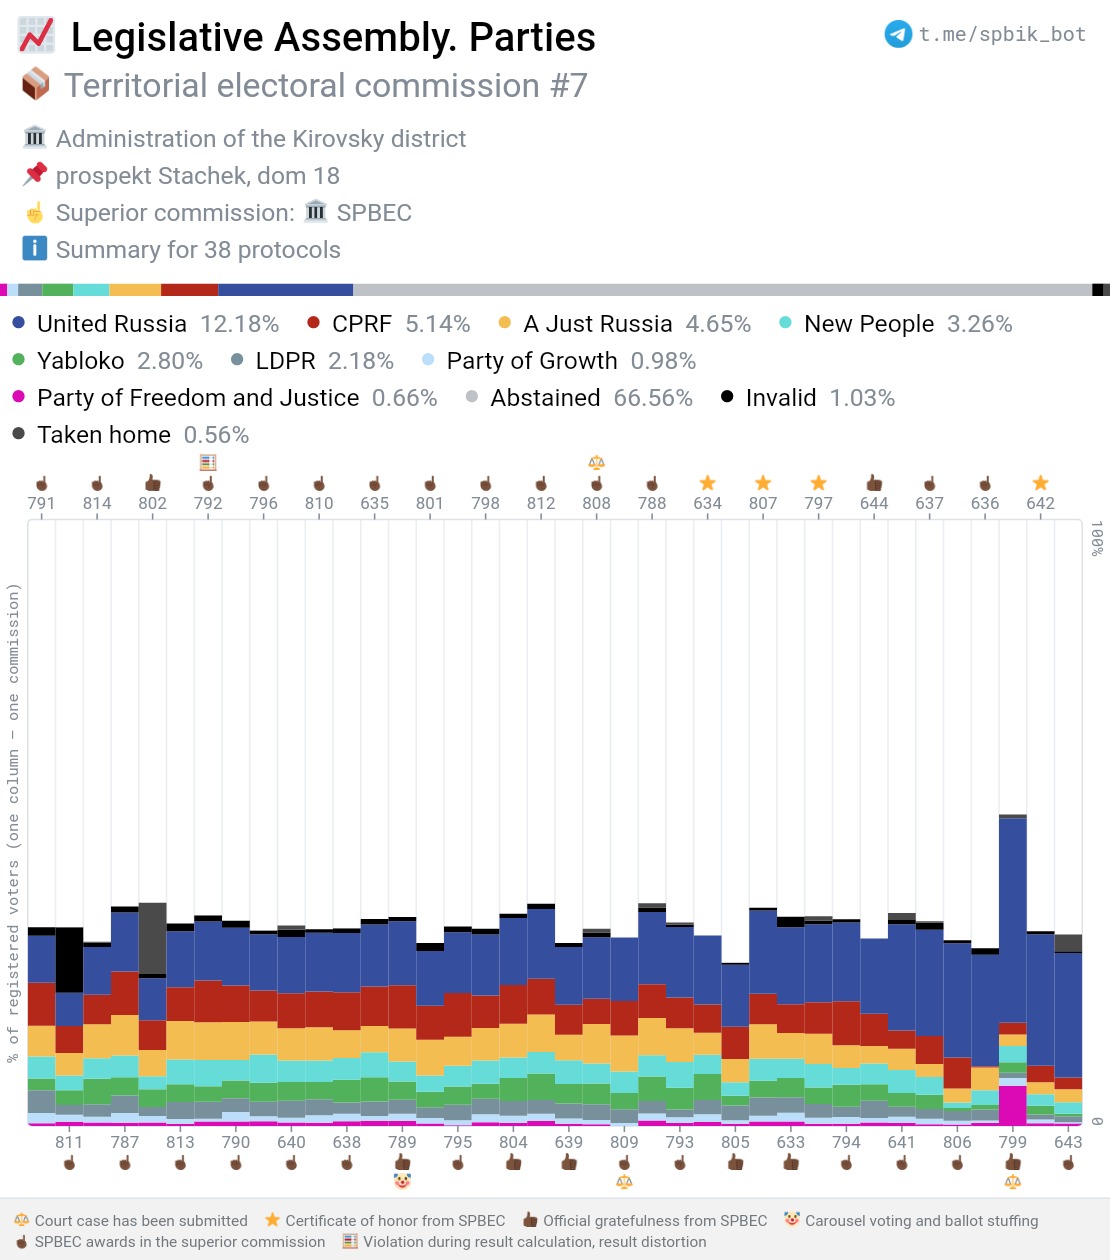 Legislative Assembly. Parties
t.me/spbik_bot
Territorial electoral commission #7
Administration of the Kirovsky district
prospekt Stachek, dom 18
Superior commission: SPBEC
Summary for 38 protocols
United Russia 12.18% CPRF 5.14% A Just Russia 4.65% New People 3.26%
Yabloko 2.80% LDPR 2.18% Party of Growth 0.98%
Party of Freedom and Justice 0.66% Abstained 66.56% Invalid 1.03%
Taken home 0.56%
791 814 802 792 796 810 635 801 798 812 808 788 634 807 797 644 637 636 642
100%
% of registered voters (one column – one commission)
0
811 787 813 790 640 638 789 795 804 639 809 793 805 633 794 641 806 799 643
Court case has been submitted Certificate of honor from SPBEC Official gratefulness from SPBEC Carousel voting and ballot stuffing
SPBEC awards in the superior commission Violation during result calculation, result distortion